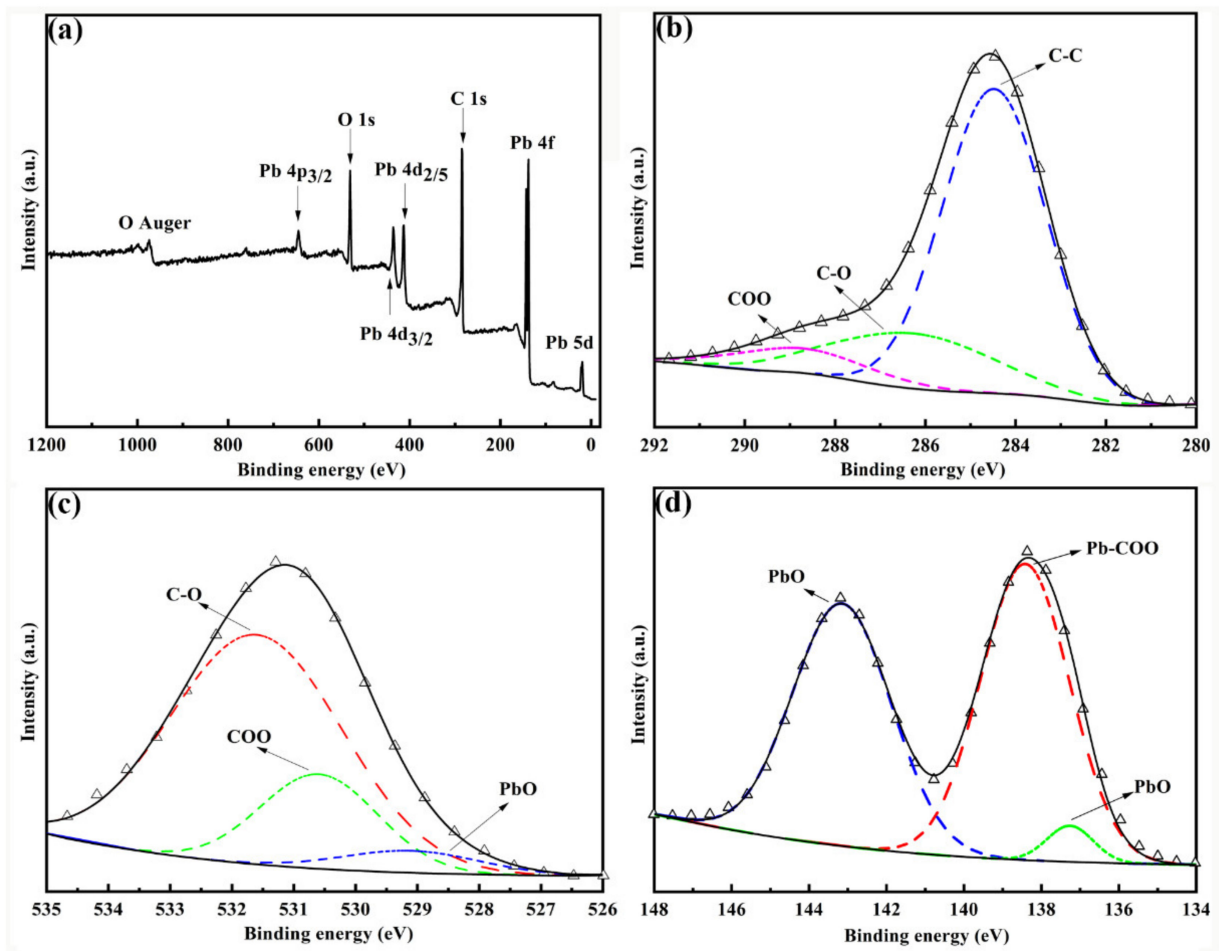 (a)
C 1s
O 1s
Pb 4f
Pb 4p3/2
Pb 4d2/5
O Auger
Pb 4d3/2
Pb 5d
Intensity (a.u.)
1200 1000 800 600 400 200 0
Binding energy (eV)
(b)
C-C
C-O
COO
Intensity (a.u.)
292 290 288 286 284 282 280
Binding energy (eV)
(c)
C-O
COO
PbO
Intensity (a.u.)
535 534 533 532 531 530 529 528 527 526
Binding energy (eV)
(d)
PbO
Pb-COO
PbO
Intensity (a.u.)
148 146 144 142 140 138 136 134
Binding energy (eV)